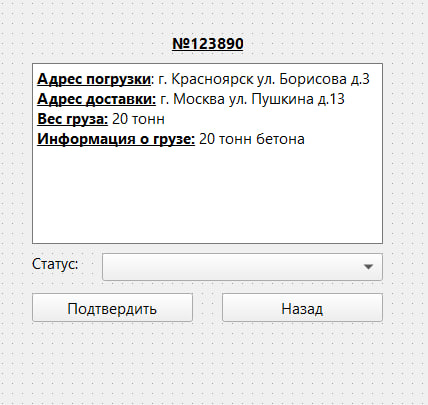 №123890
Адрес погрузки: г. Красноярск ул. Борисова д.3
Адрес доставки: г. Москва ул. Пушкина д.13
Вес груза: 20 тонн
Информация о грузе: 20 тонн бетона
Статус:
Подтвердить Назад